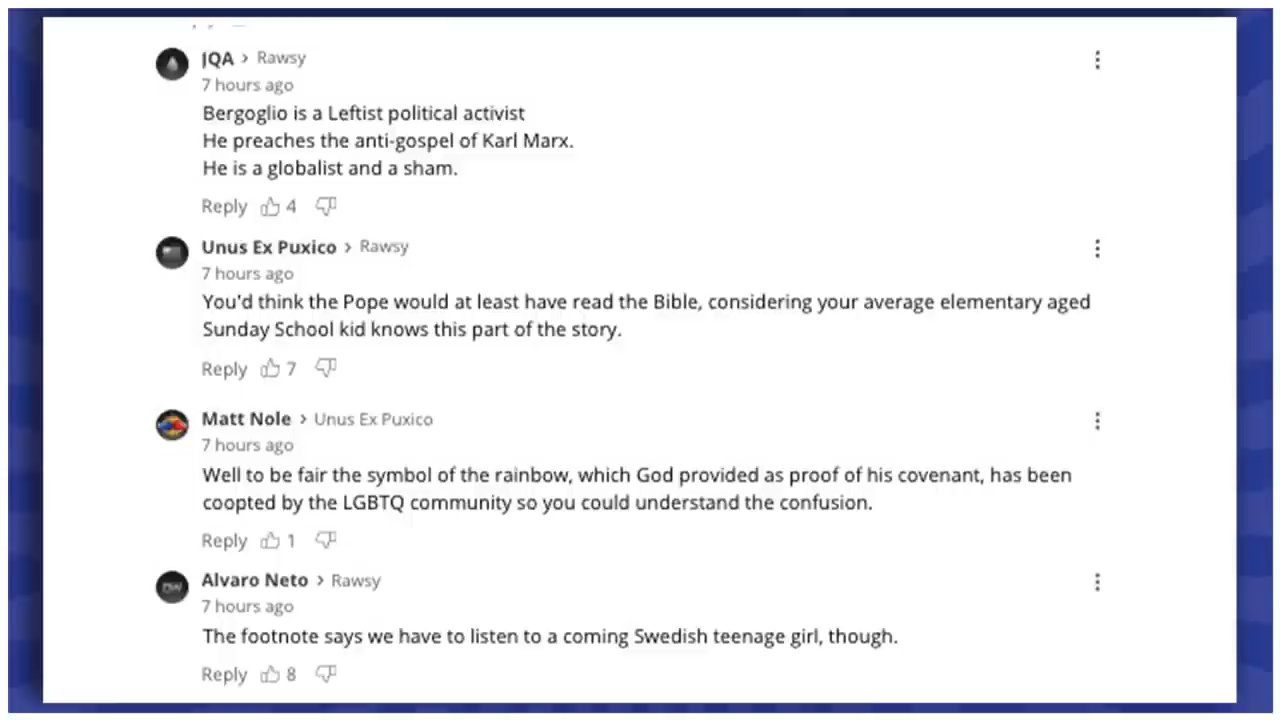 JQA > Rawsy
7 hours ago
Bergoglio is a Leftist political activist
He preaches the anti-gospel of Karl Marx.
He is a globalist and a sham.
Reply 4
Unus Ex Puxico > Rawsy
7 hours ago
You'd think the Pope would at least have read the Bible, considering your average elementary aged
Sunday School kid knows this part of the story.
Reply 7
Matt Nole > Unus Ex Puxico
7 hours ago
Well to be fair the symbol of the rainbow, which God provided as proof of his covenant, has been
coopted by the LGBTQ community so you could understand the confusion.
Reply 1
Alvaro Neto > Rawsy
7 hours ago
The footnote says we have to listen to a coming Swedish teenage girl, though.
Reply 8